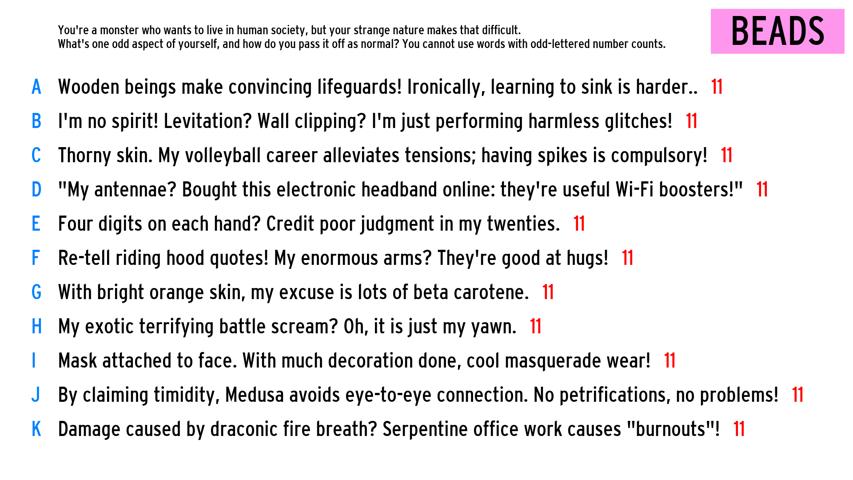 You're a monster who wants to live in human society, but your strange nature makes that difficult.
What's one odd aspect of yourself, and how do you pass it off as normal? You cannot use words with odd-lettered number counts.
BEADS
A Wooden beings make convincing lifeguards! Ironically, learning to sink is harder.. 11
B I'm no spirit! Levitation? Wall clipping? I'm just performing harmless glitches! 11
C Thorny skin. My volleyball career alleviates tensions; having spikes is compulsory! 11
D "My antennae? Bought this electronic headband online: they're useful Wi-Fi boosters!" 11
E Four digits on each hand? Credit poor judgment in my twenties. 11
F Re-tell riding hood quotes! My enormous arms? They're good at hugs! 11
G With bright orange skin, my excuse is lots of beta carotene. 11
H My exotic terrifying battle scream? Oh, it is just my yawn. 11
I Mask attached to face. With much decoration done, cool masquerade wear! 11
J By claiming timidity, Medusa avoids eye-to-eye connection. No petrifications, no problems! 11
K Damage caused by draconic fire breath? Serpentine office work causes "burnouts"! 11